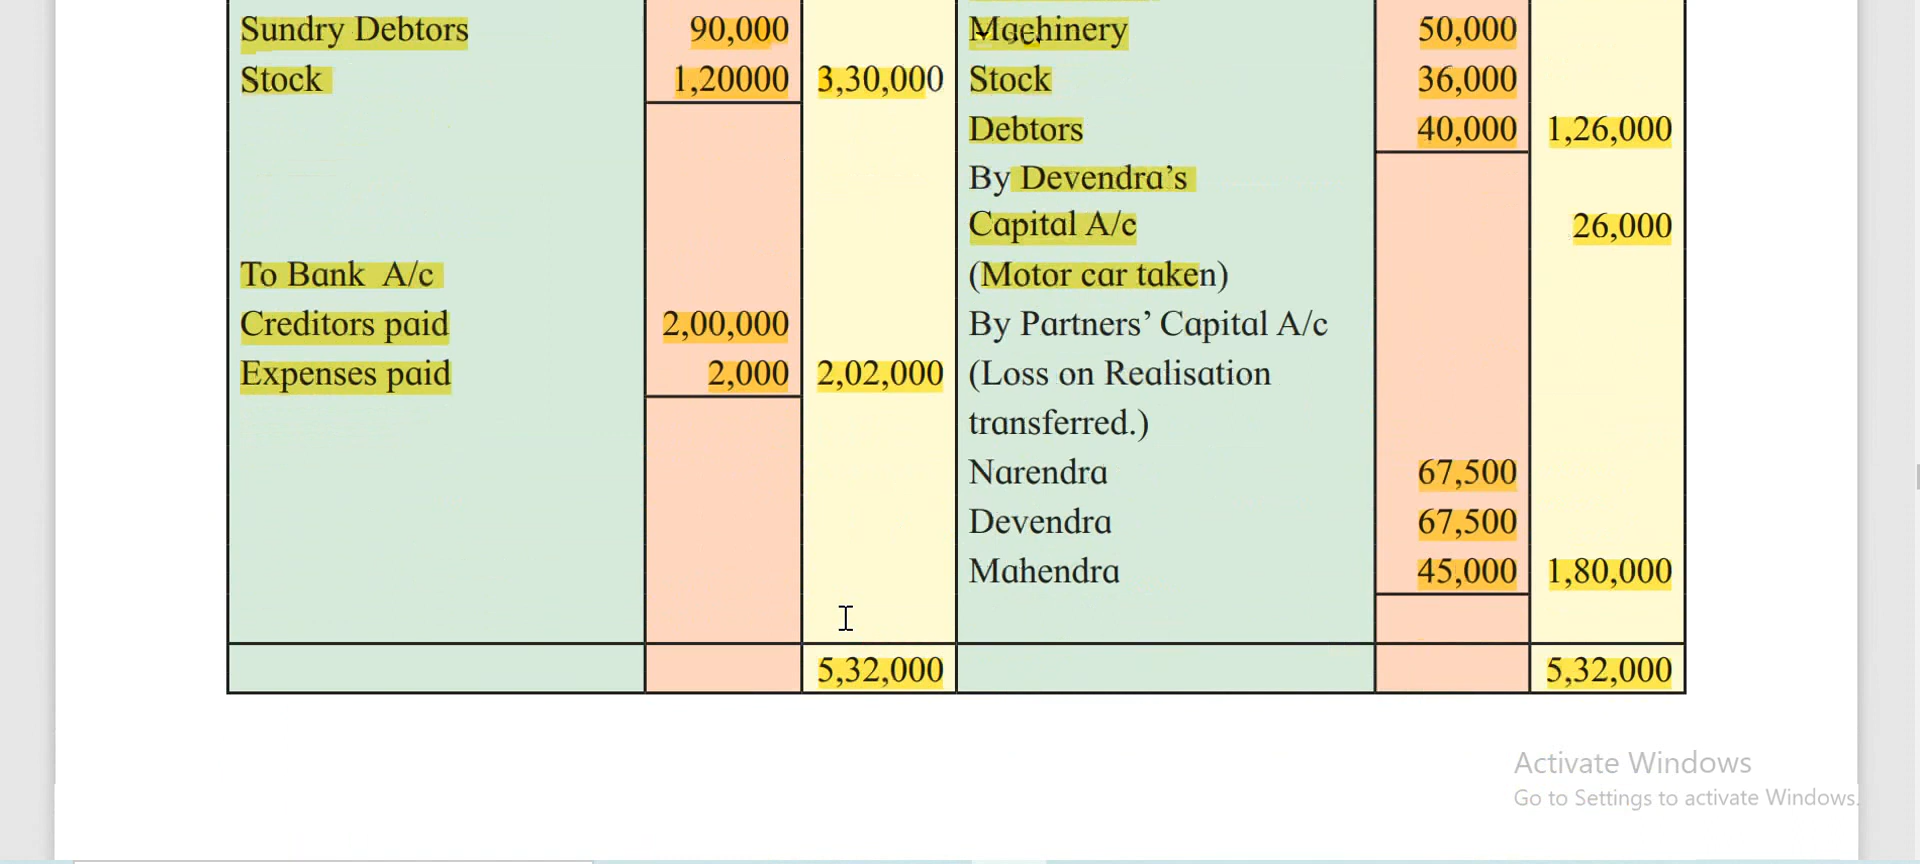 Sundry Debtors 90,000 Machinery 50,000
Stock 1,20000 3,30,000 Stock 36,000
Debtors 40,000 1,26,000
By Devendra’s
Capital A/c 26,000
To Bank A/c (Motor car taken)
Creditors paid 2,00,000 By Partners’ Capital A/c
Expenses paid 2,000 2,02,000 (Loss on Realisation
transferred.)
Narendra 67,500
Devendra 67,500
Mahendra 45,000 1,80,000
5,32,000 5,32,000
Activate Windows
Go to Settings to activate Windows.